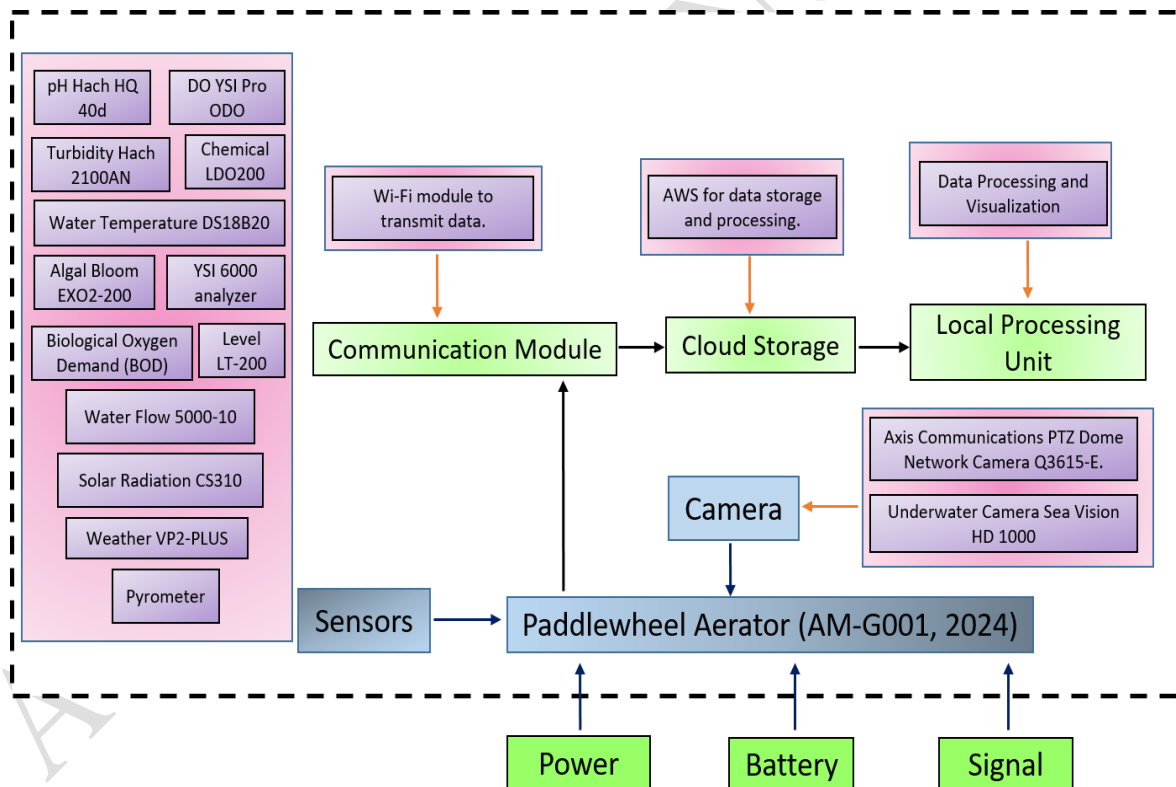 pH Hach HQ
40d
DO YSI Pro
ODO
Turbidity Hach
2100AN
Chemical
LDO200
Water Temperature DS18B20
Algal Bloom
EXO2-200
YSI 6000
analyzer
Biological Oxygen
Demand (BOD)
Level
LT-200
Water Flow 5000-10
Solar Radiation CS310
Weather VP2-PLUS
Pyrometer
Wi-Fi module to
transmit data.
AWS for data storage
and processing.
Data Processing and
Visualization
Communication Module
Cloud Storage
Local Processing
Unit
Axis Communications PTZ Dome
Network Camera Q3615-E.
Underwater Camera Sea Vision
HD 1000
Camera
Sensors
Paddlewheel Aerator (AM-G001, 2024)
Power
Battery
Signal